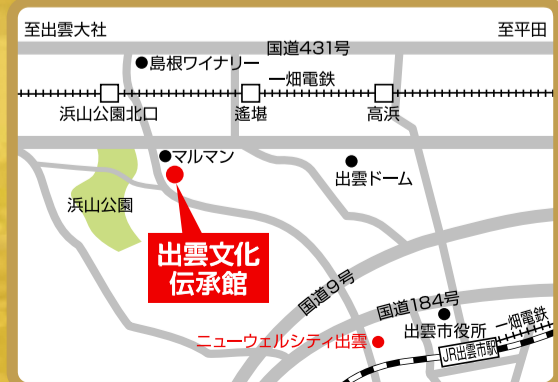 至出雲大社
至平田
国道431号
島根ワイナリー
一畑電鉄
浜山公園北口
遙堪
高浜
マルマン
出雲ドーム
浜山公園
出雲文化
伝承館
国道9号
国道184号
出雲市役所
一畑電鉄
ニューウェルシティ出雲
JR出雲市駅